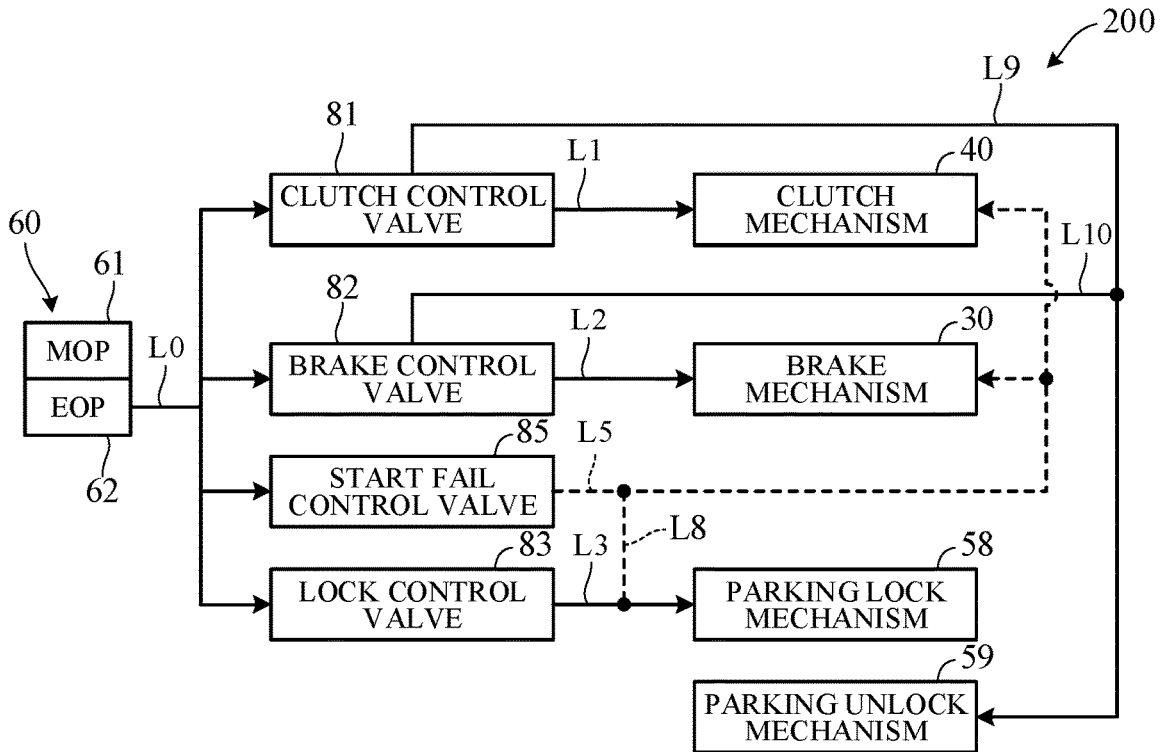 200
L9
81
L1
40
CLUTCH CONTROL
VALVE
CLUTCH
MECHANISM
L10
60
61
82
L2
30
MOP
L0
BRAKE CONTROL
VALVE
BRAKE
MECHANISM
EOP
62
85
L5
START FAIL
CONTROL VALVE
L8
83
L3
58
LOCK CONTROL
VALVE
PARKING LOCK
MECHANISM
59
PARKING UNLOCK
MECHANISM